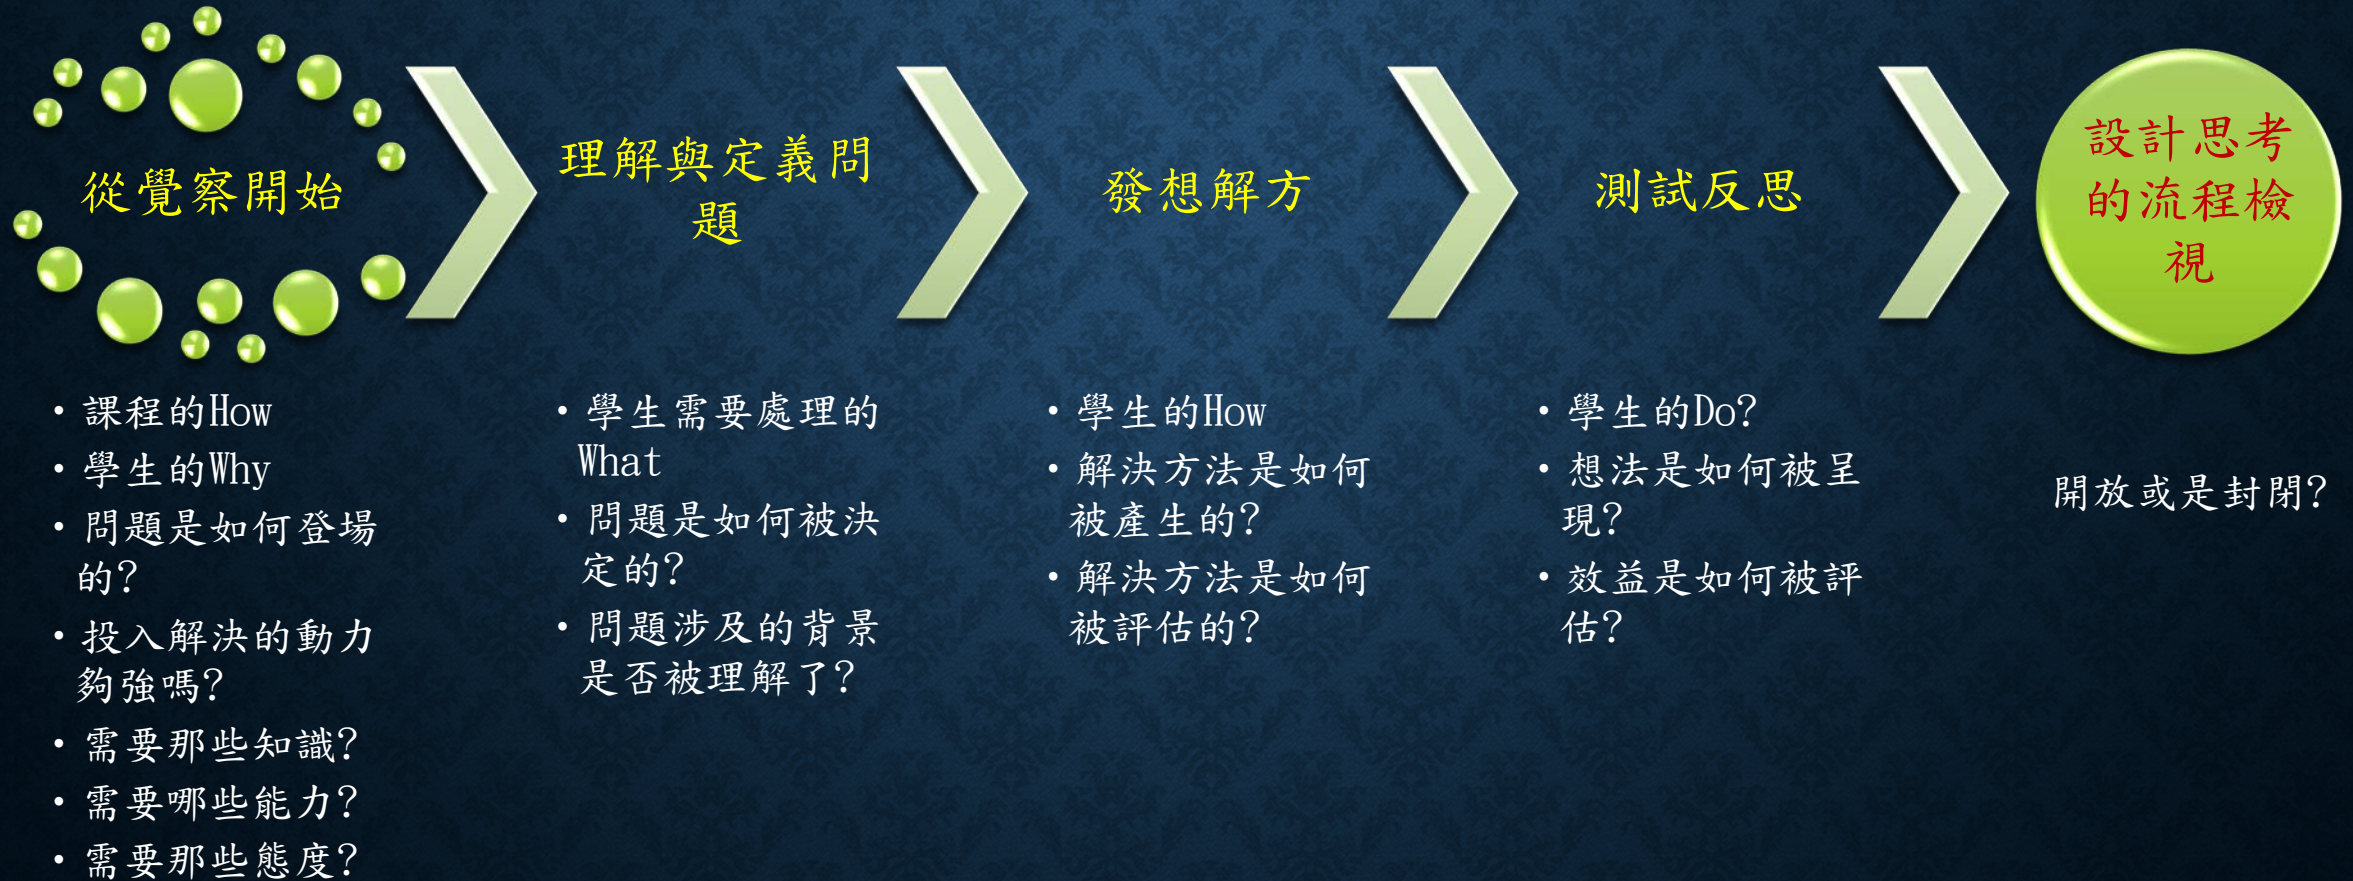 從覺察開始
理解與定義問
題
發想解方
測試反思
設計思考
的流程檢
視
• 課程的How
• 學生的Why
• 問題是如何登場
的?
• 投入解決的動力
夠強嗎?
• 需要那些知識?
• 需要哪些能力?
• 需要那些態度?
• 學生需要處理的
What
• 問題是如何被決
定的?
• 問題涉及的背景
是否被理解了?
• 學生的How
• 解決方法是如何
被產生的?
• 解決方法是如何
被評估的?
• 學生的Do?
• 想法是如何被呈
現?
• 效益是如何被評
估?
開放或是封閉?